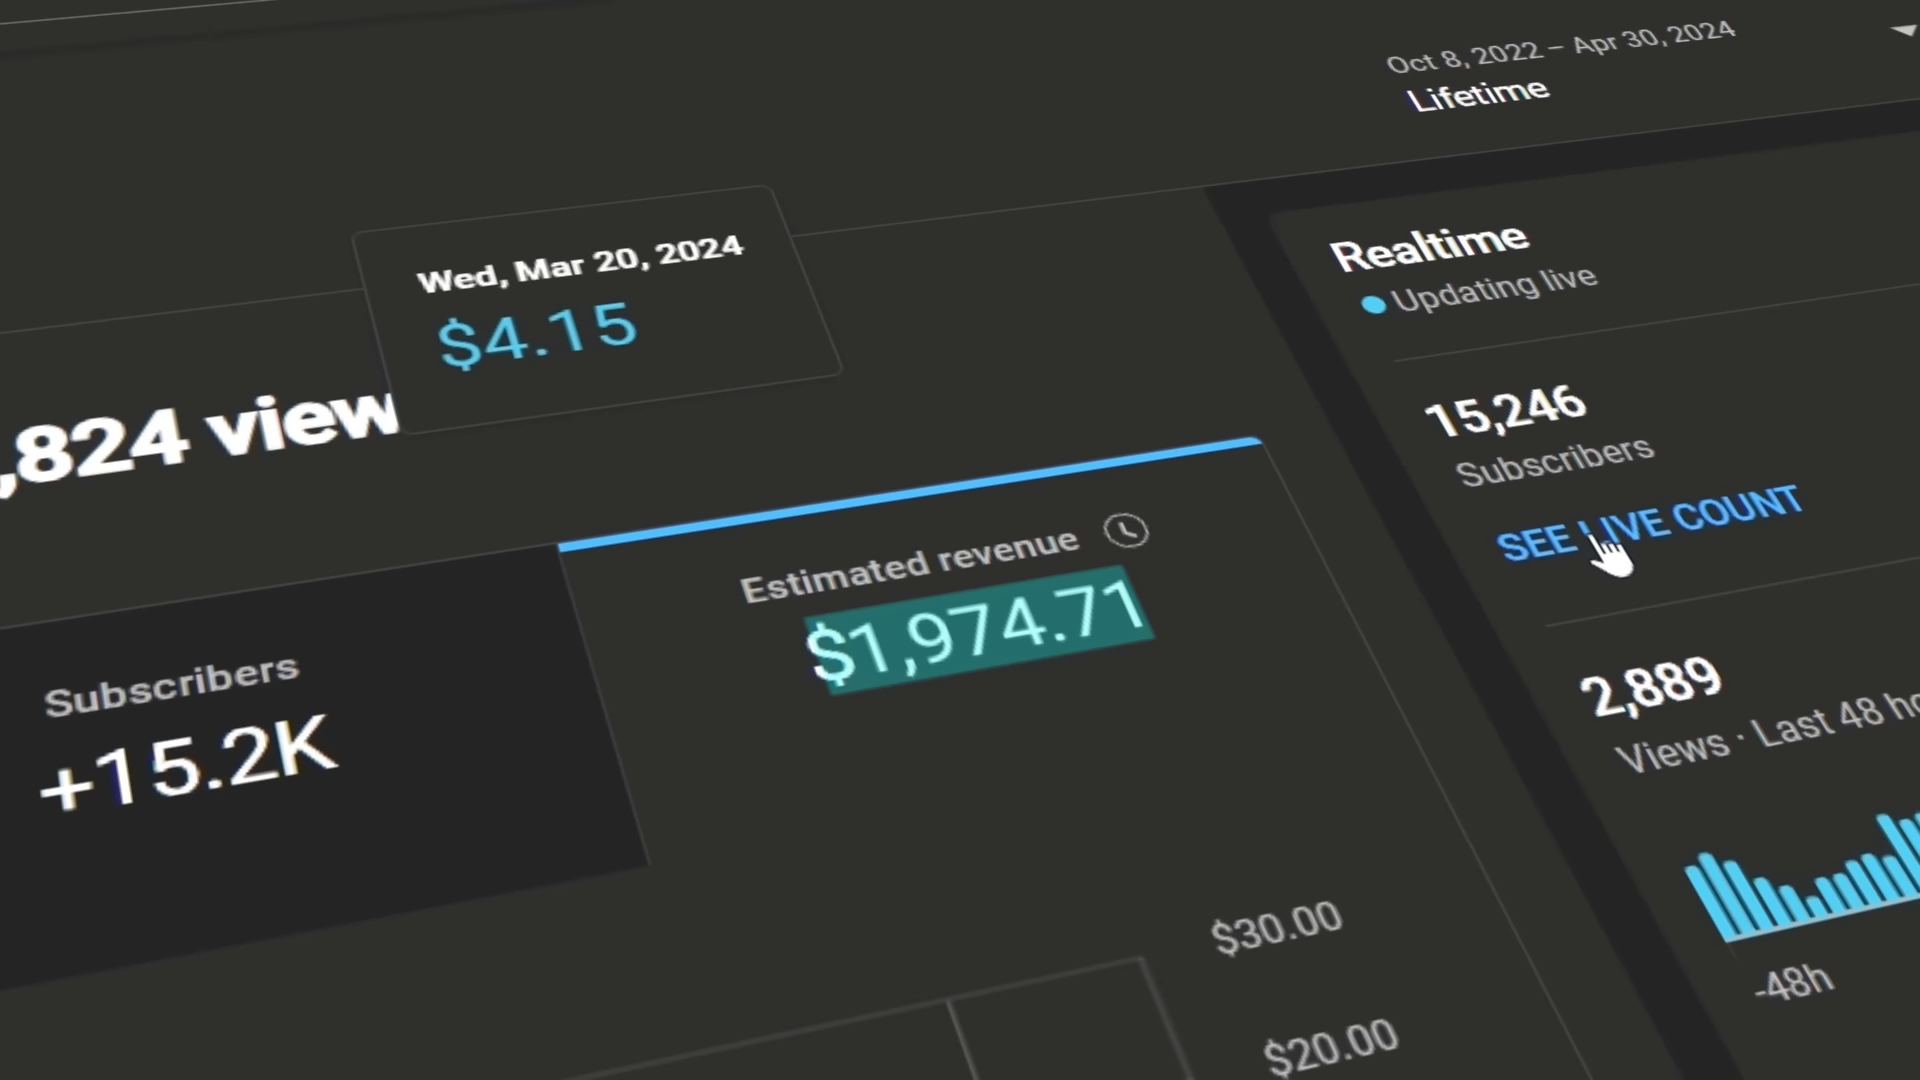 Oct 8, 2022 – Apr 30, 2024
Lifetime
Wed, Mar 20, 2024
$4.15
,824 view
Realtime
Updating live
15,246
Subscribers
SEE LIVE COUNT
Estimated revenue
$1,974.71
Subscribers
+15.2K
2,889
Views · Last 48
$30.00
$20.00
-48h